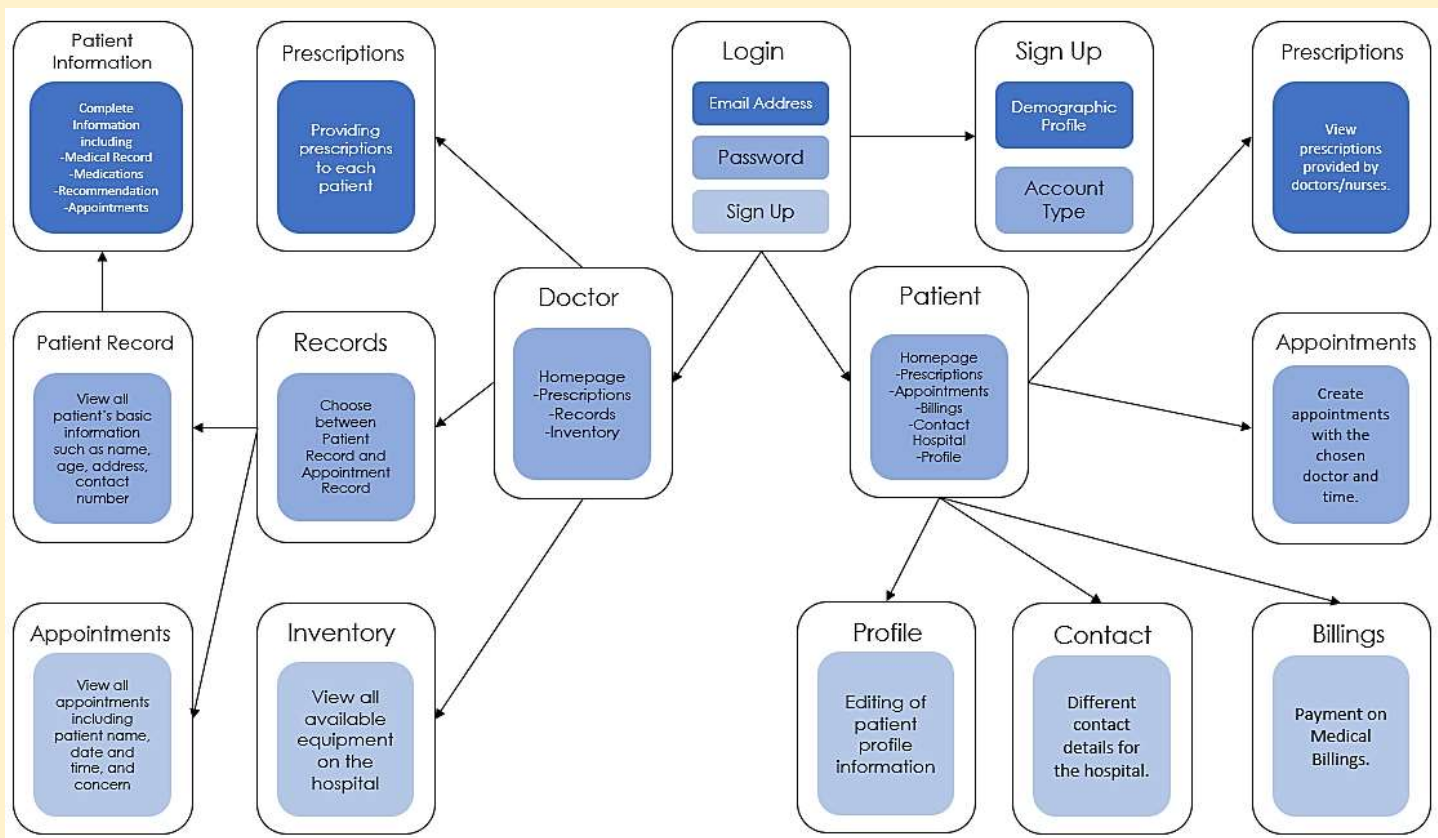 Patient
Information
Complete
Information
including
-Medical Record
-Medications
-Recommendation
-Appointments
Prescriptions
Providing
prescriptions
to each
patient
Login
Email Address
Password
Sign Up
Sign Up
Demographic
Profile
Account
Type
Prescriptions
View
prescriptions
provided by
doctors/nurses.
Patient Record
View all
patient's basic
information
such as name,
age, address,
contact
number
Records
Choose
between
Patient
Record and
Appointment
Record
Doctor
Homepage
-Prescriptions
-Records
-Inventory
Patient
Homepage
-Prescriptions
-Appointments
-Billings
-Contact
Hospital
-Profile
Appointments
Create
appointments
with the
chosen
doctor and
time.
Appointments
View all
appointments
including
patient name,
date and
time, and
concern
Inventory
View all
available
equipment
on the
hospital
Profile
Editing of
patient
profile
information
Contact
Different
contact
details for
the hospital.
Billings
Payment on
Medical
Billings.